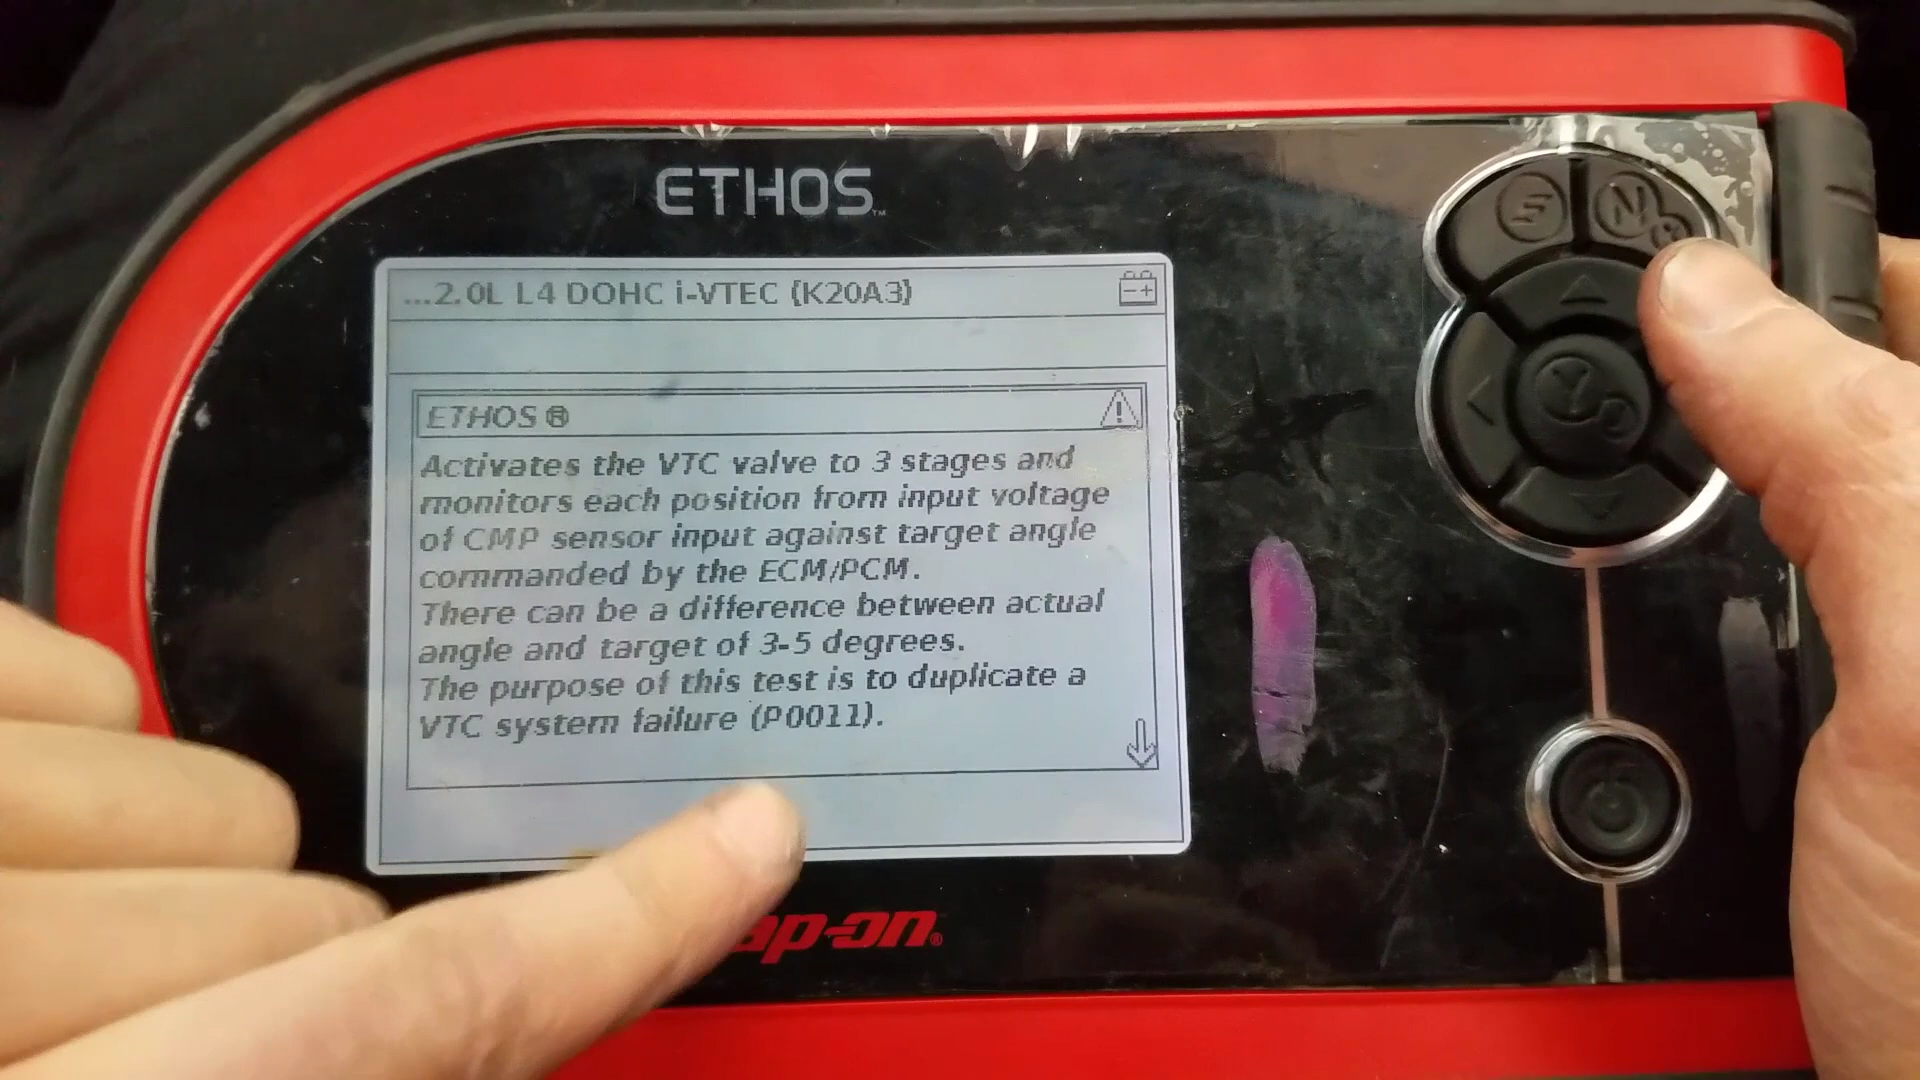 ETHOS™
...2.0L L4 DOHC i-VTEC (K20A3)
ETHOS ®
Activates the VTC valve to 3 stages and
monitors each position from input voltage
of CMP sensor input against target angle
commanded by the ECM/PCM.
There can be a difference between actual
angle and target of 3-5 degrees.
The purpose of this test is to duplicate a
VTC system failure (P0011).
S
N
Y
ap-on®